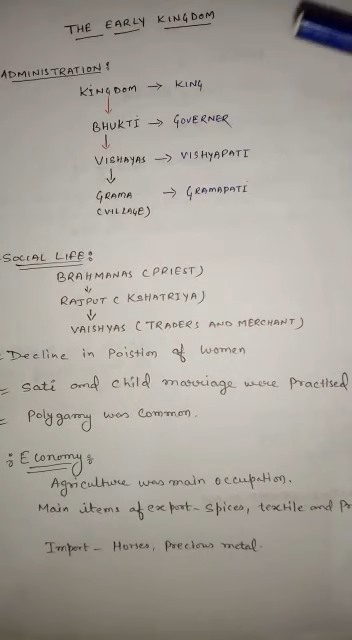 THE EARLY KINGDOM
ADMINISTRATION:
KINGDOM → KING
↓
BHUKTI → GOVERNER
↓
VISHAYAS → VISHYAPATI
↓
GRAMA → GRAMAPATI
(VILLAGE)
SOCIAL LIFE:
BRAHMANAS (PRIEST)
↓
RAJPUT (KSHATRIYA)
↓
VAISHYAS (TRADERS AND MERCHANT)
= Decline in Poistion of women
= Sati and Child marriage were Practised
= Polygamy was common.
: Economy:
Agriculture was main occupation.
Main items of export - Spices, textile and Pr
Import - Horses, Precious metal.